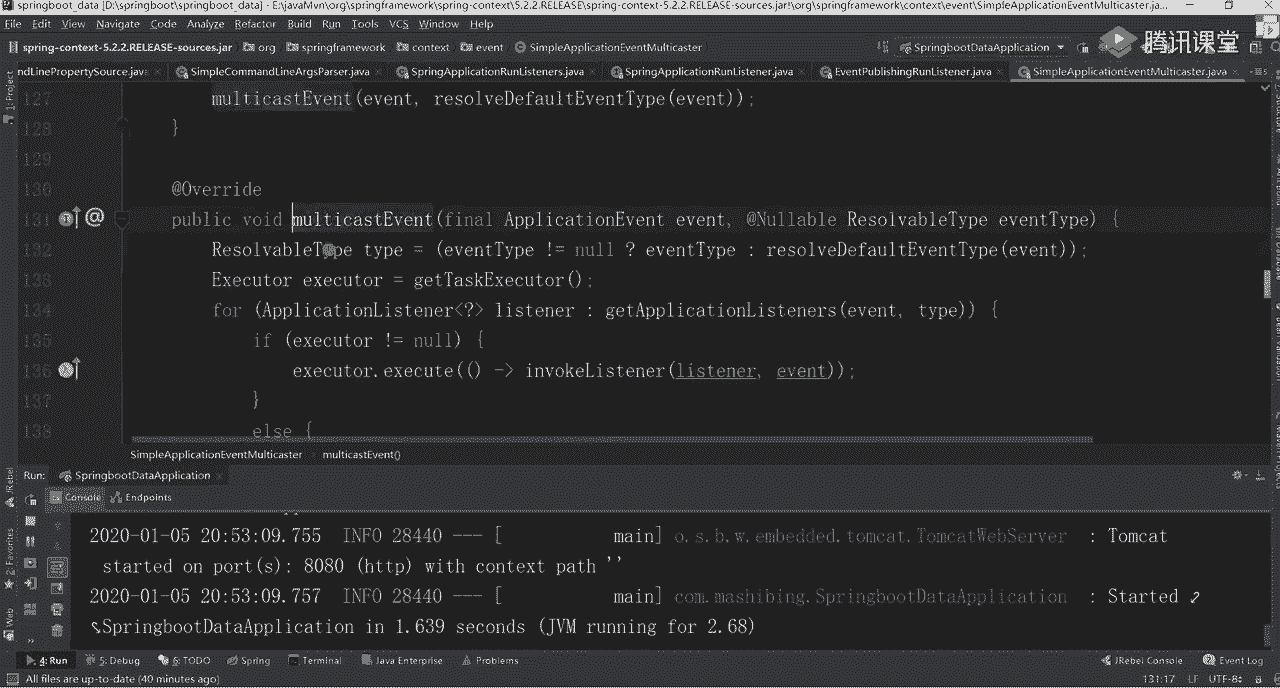 springboot_data [D:\springboot\springboot_data] - E:\javaMvn\org\springframework\spring-context\5.2.2.RELEASE\spring-context-5.2.2.RELEASE-sources.jar!\org\springframework\context\event\SimpleApplicationEventMulticaster.ja...
File Edit View Navigate Code Analyze Refactor Build Run Tools VCS Window Help
spring-context-5.2.2.RELEASE-sources.jar org springframework context event SimpleApplicationEventMulticaster SpringbootDataApplication
腾讯课堂
ndLinePropertySource.java SimpleCommandLineArgsParser.java SpringApplicationRunListeners.java SpringApplicationRunListener.java EventPublishingRunListener.java SimpleApplicationEventMulticaster.java
1: Project
127 multicastEvent(event, resolveDefaultEventType(event));
128 }
129
130 @Override
131 public void multicastEvent(final ApplicationEvent event, @Nullable ResolvableType eventType) {
132 ResolvableType type = (eventType != null ? eventType : resolveDefaultEventType(event));
133 Executor executor = getTaskExecutor();
134 for (ApplicationListener<?> listener : getApplicationListeners(event, type)) {
135 if (executor != null) {
136 executor.execute(() -> invokeListener(listener, event));
137 }
138 else {
SimpleApplicationEventMulticaster multicastEvent()
Run: SpringbootDataApplication
Console Endpoints
JRebel
2: Favorites
Web
2020-01-05 20:53:09.755 INFO 28440 --- [ main] o.s.b.w.embedded.tomcat.TomcatWebServer : Tomcat
started on port(s): 8080 (http) with context path ''
2020-01-05 20:53:09.757 INFO 28440 --- [ main] com.mashibing.SpringbootDataApplication : Started
SpringbootDataApplication in 1.639 seconds (JVM running for 2.68)
4: Run 5: Debug 6: TODO Spring Terminal Java Enterprise Problems JRebel Console Event Log
All files are up-to-date (40 minutes ago) 131:17 LF UTF-8